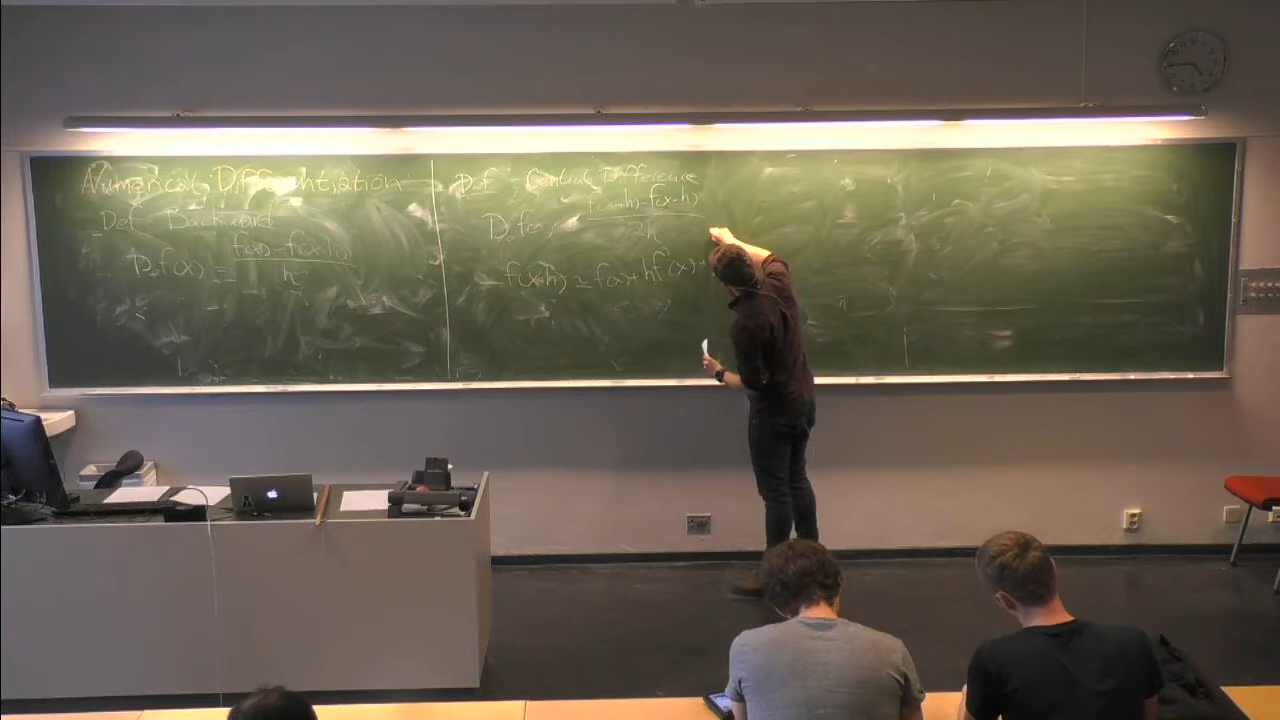 Numerical Differentiation
Def Backward
D₋f(x) = f(x)-f(x-h) / h
Def - Central Difference
D₀f(x) f(x+h)-f(x-h) / 2h
f(x+h) ≃ f(x)+hf'(x)+